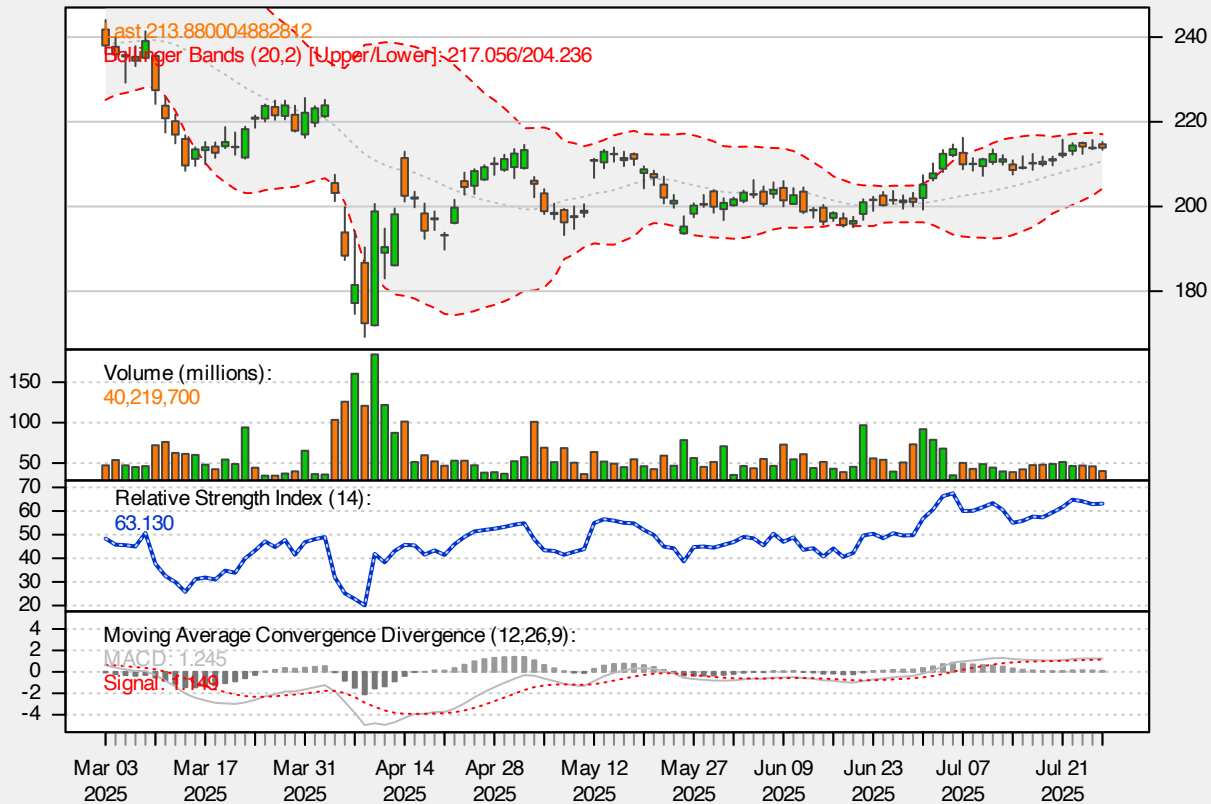 Last 213.880004882812
Bollinger Bands (20,2) [Upper/Lower]: 217.056/204.236
240
220
200
180
Volume (millions):
40,219,700
150
100
50
Relative Strength Index (14):
63.130
70
60
50
40
30
20
Moving Average Convergence Divergence (12,26,9):
MACD: 1.245
Signal: 1.149
4
2
0
-2
-4
Mar 03 2025
Mar 17 2025
Mar 31 2025
Apr 14 2025
Apr 28 2025
May 12 2025
May 27 2025
Jun 09 2025
Jun 23 2025
Jul 07 2025
Jul 21 2025